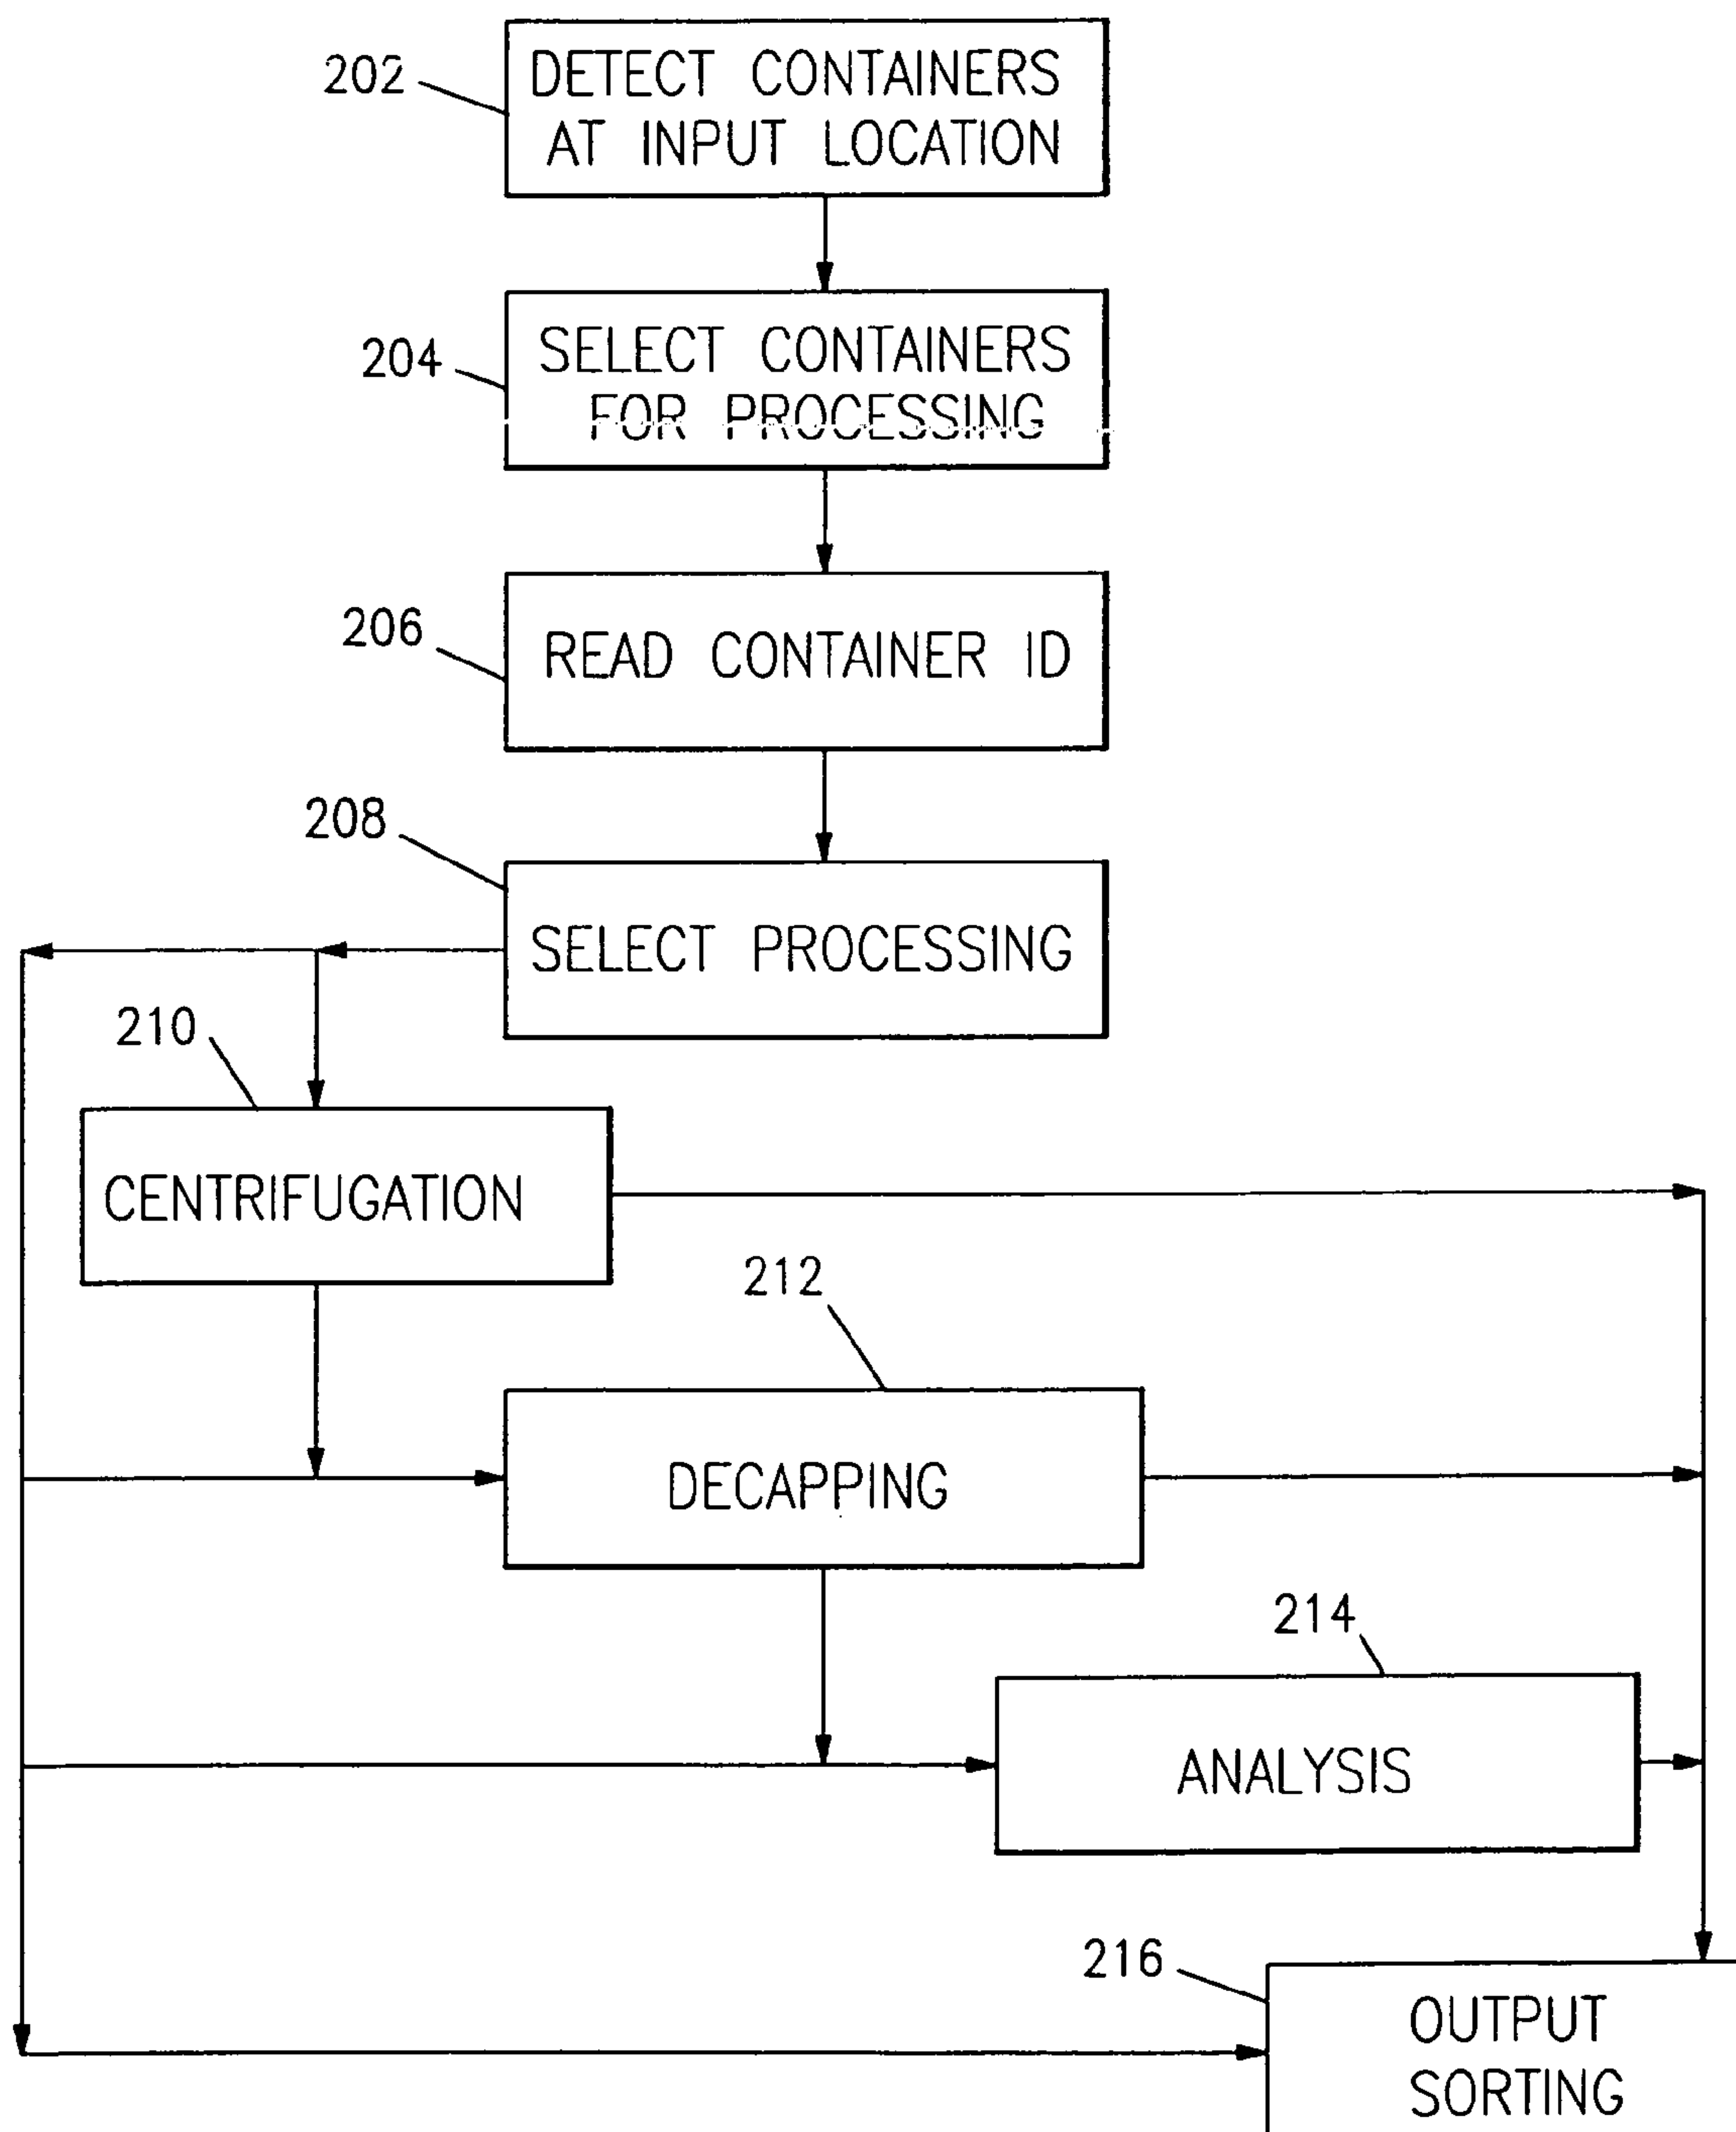 202
DETECT CONTAINERS
AT INPUT LOCATION
204
SELECT CONTAINERS
FOR PROCESSING
206
READ CONTAINER ID
208
SELECT PROCESSING
210
CENTRIFUGATION
212
DECAPPING
214
ANALYSIS
216
OUTPUT
SORTING